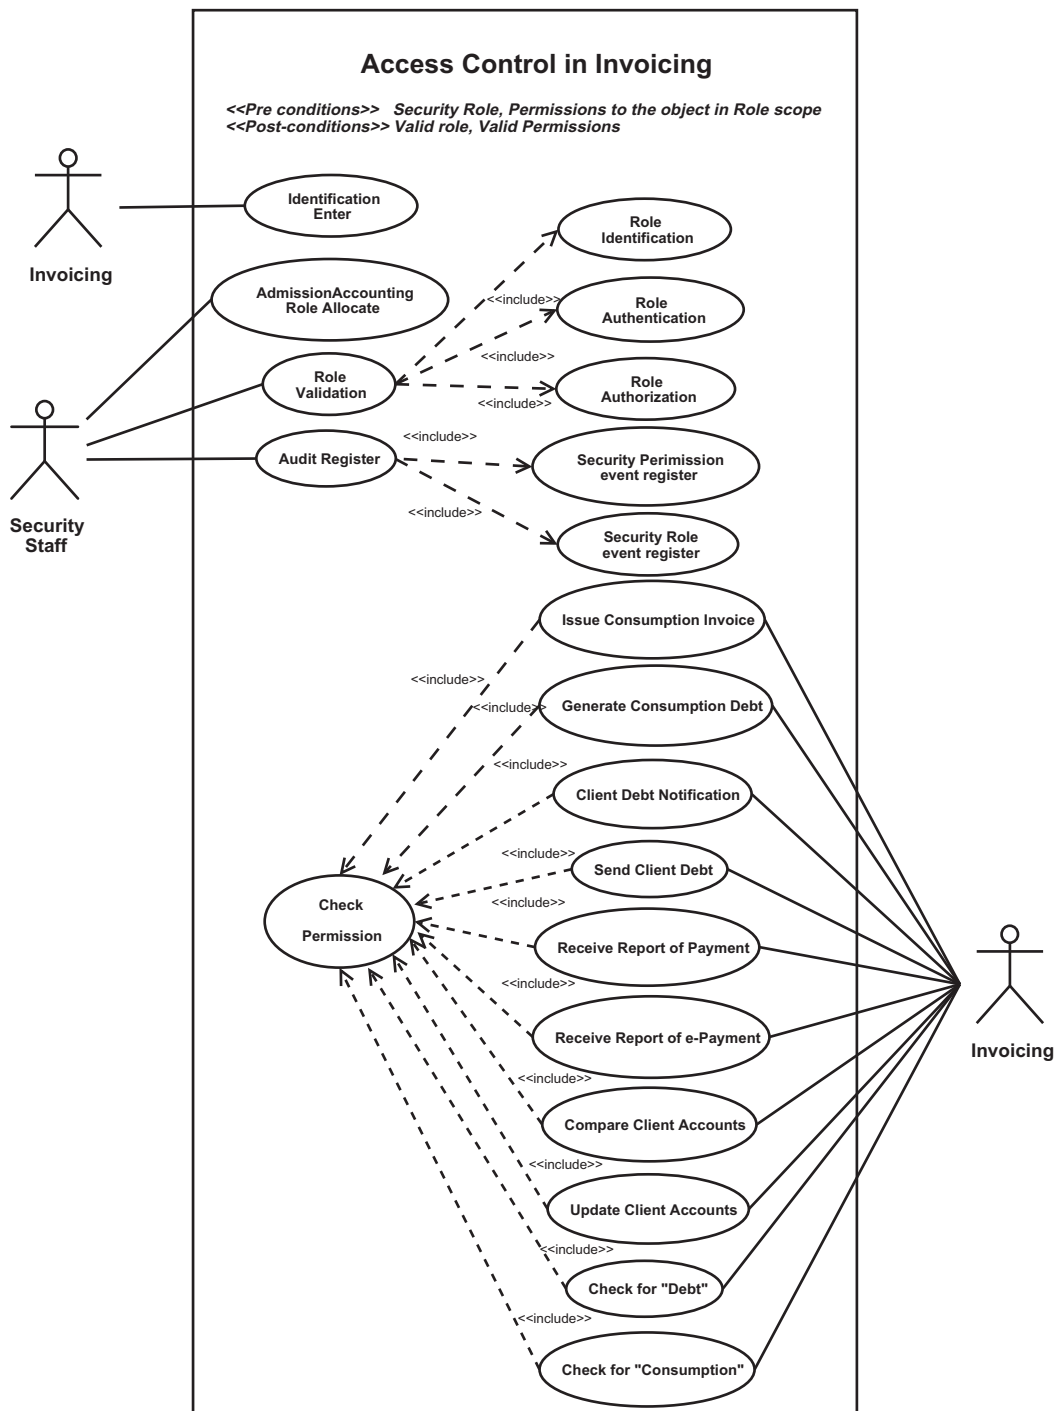 Access Control in Invoicing
<<Pre conditions>> Security Role, Permissions to the object in Role scope
<<Post-conditions>> Valid role, Valid Permissions
Invoicing
Identification
Enter
AdmissionAccounting
Role Allocate
Role
Validation
Audit Register
Security
Staff
Role
Identification
<<include>>
Role
Authentication
<<include>>
Role
Authorization
<<include>>
<<include>>
Security Perimission
event register
<<include>>
Security Role
event register
Issue Consumption Invoice
<<include>>
Generate Consumption Debt
<<include>>
<<include>>
Client Debt Notification
<<include>>
Send Client Debt
Check
Permission
<<include>>
Receive Report of Payment
<<include>>
Receive Report of e-Payment
Invoicing
<<include>>
Compare Client Accounts
<<include>>
Update Client Accounts
<<include>>
Check for "Debt"
<<include>>
Check for "Consumption"